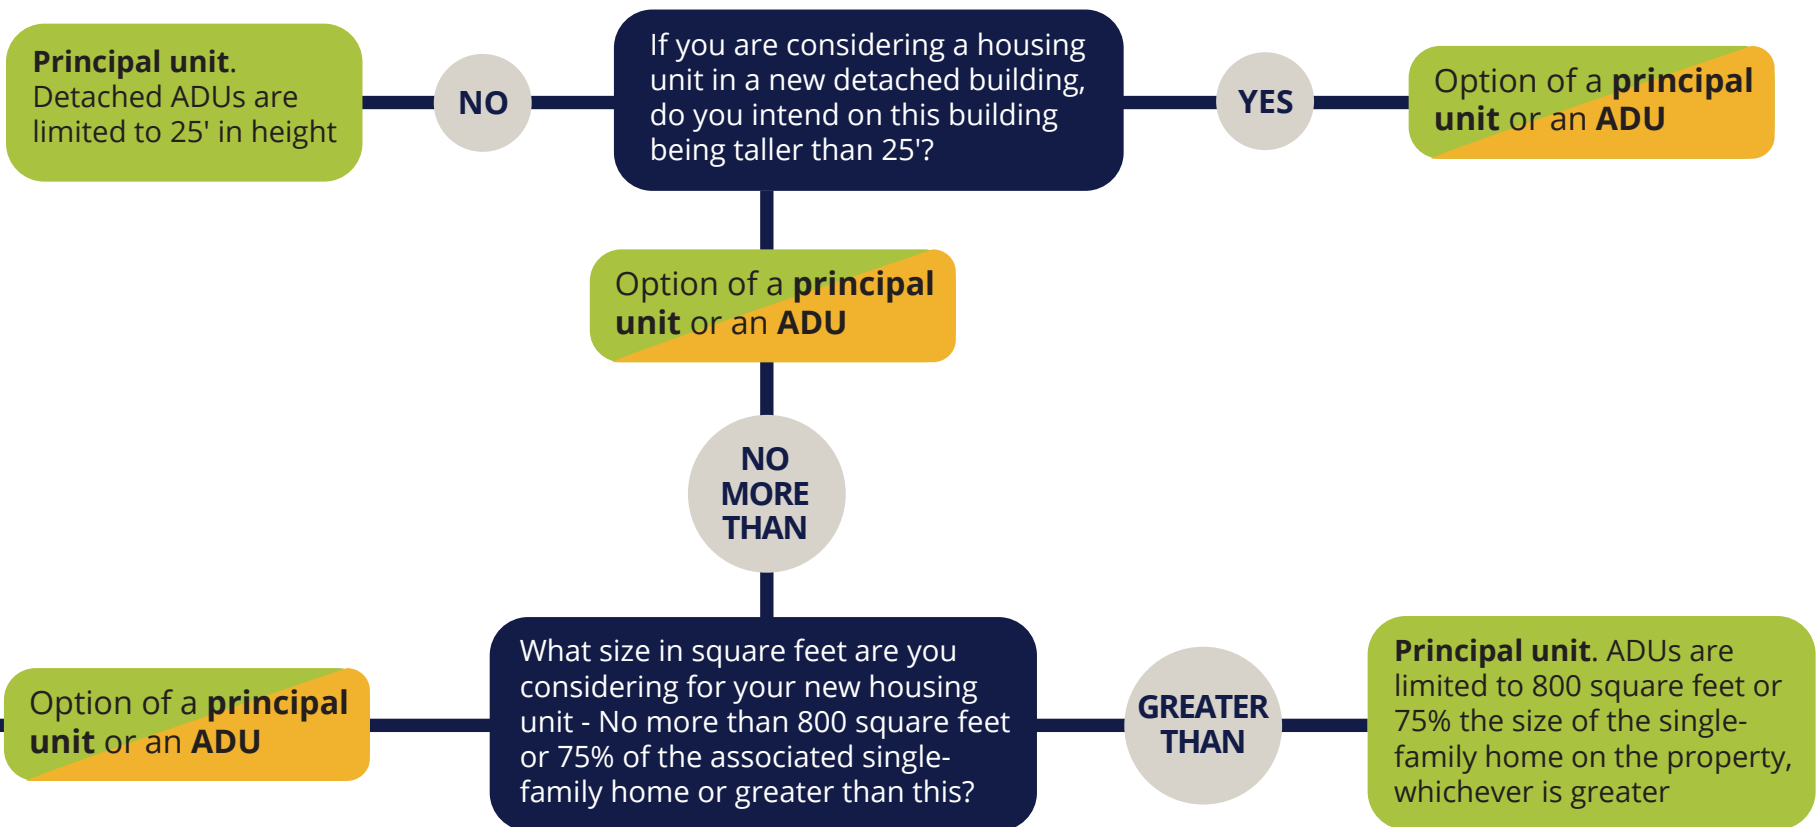 Principal unit.
Detached ADUs are
limited to 25' in height
NO
If you are considering a housing
unit in a new detached building,
do you intend on this building
being taller than 25'?
YES
Option of a principal
unit or an ADU
Option of a principal
unit or an ADU
NO
MORE
THAN
Option of a principal
unit or an ADU
What size in square feet are you
considering for your new housing
unit - No more than 800 square feet
or 75% of the associated single-
family home or greater than this?
GREATER
THAN
Principal unit. ADUs are
limited to 800 square feet or
75% the size of the single-
family home on the property,
whichever is greater